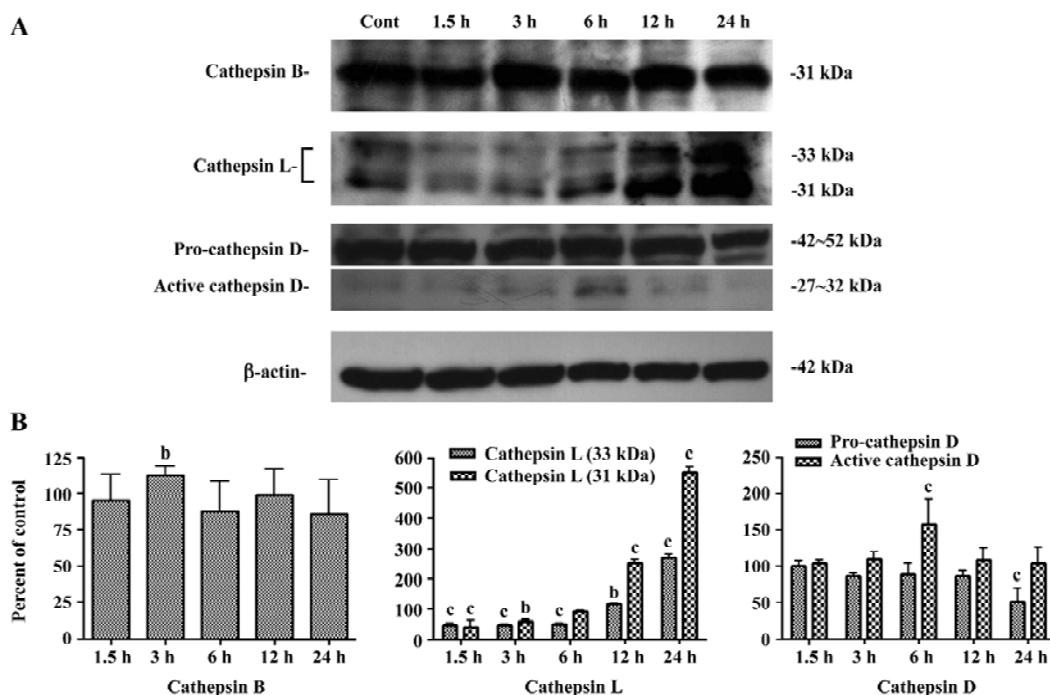 A
Cont 1.5 h 3 h 6 h 12 h 24 h
Cathepsin B- -31 kDa
Cathepsin L- -33 kDa
-31 kDa
Pro-cathepsin D- -42~52 kDa
Active cathepsin D- -27~32 kDa
β-actin- -42 kDa
B
Percent of control
125
100
75
50
25
0
b
1.5 h 3 h 6 h 12 h 24 h
Cathepsin B
Cathepsin L (33 kDa)
Cathepsin L (31 kDa)
600
500
400
300
200
100
0
c c c b c b c c c
1.5 h 3 h 6 h 12 h 24 h
Cathepsin L
Pro-cathepsin D
Active cathepsin D
250
200
150
100
50
0
c c
1.5 h 3 h 6 h 12 h 24 h
Cathepsin D